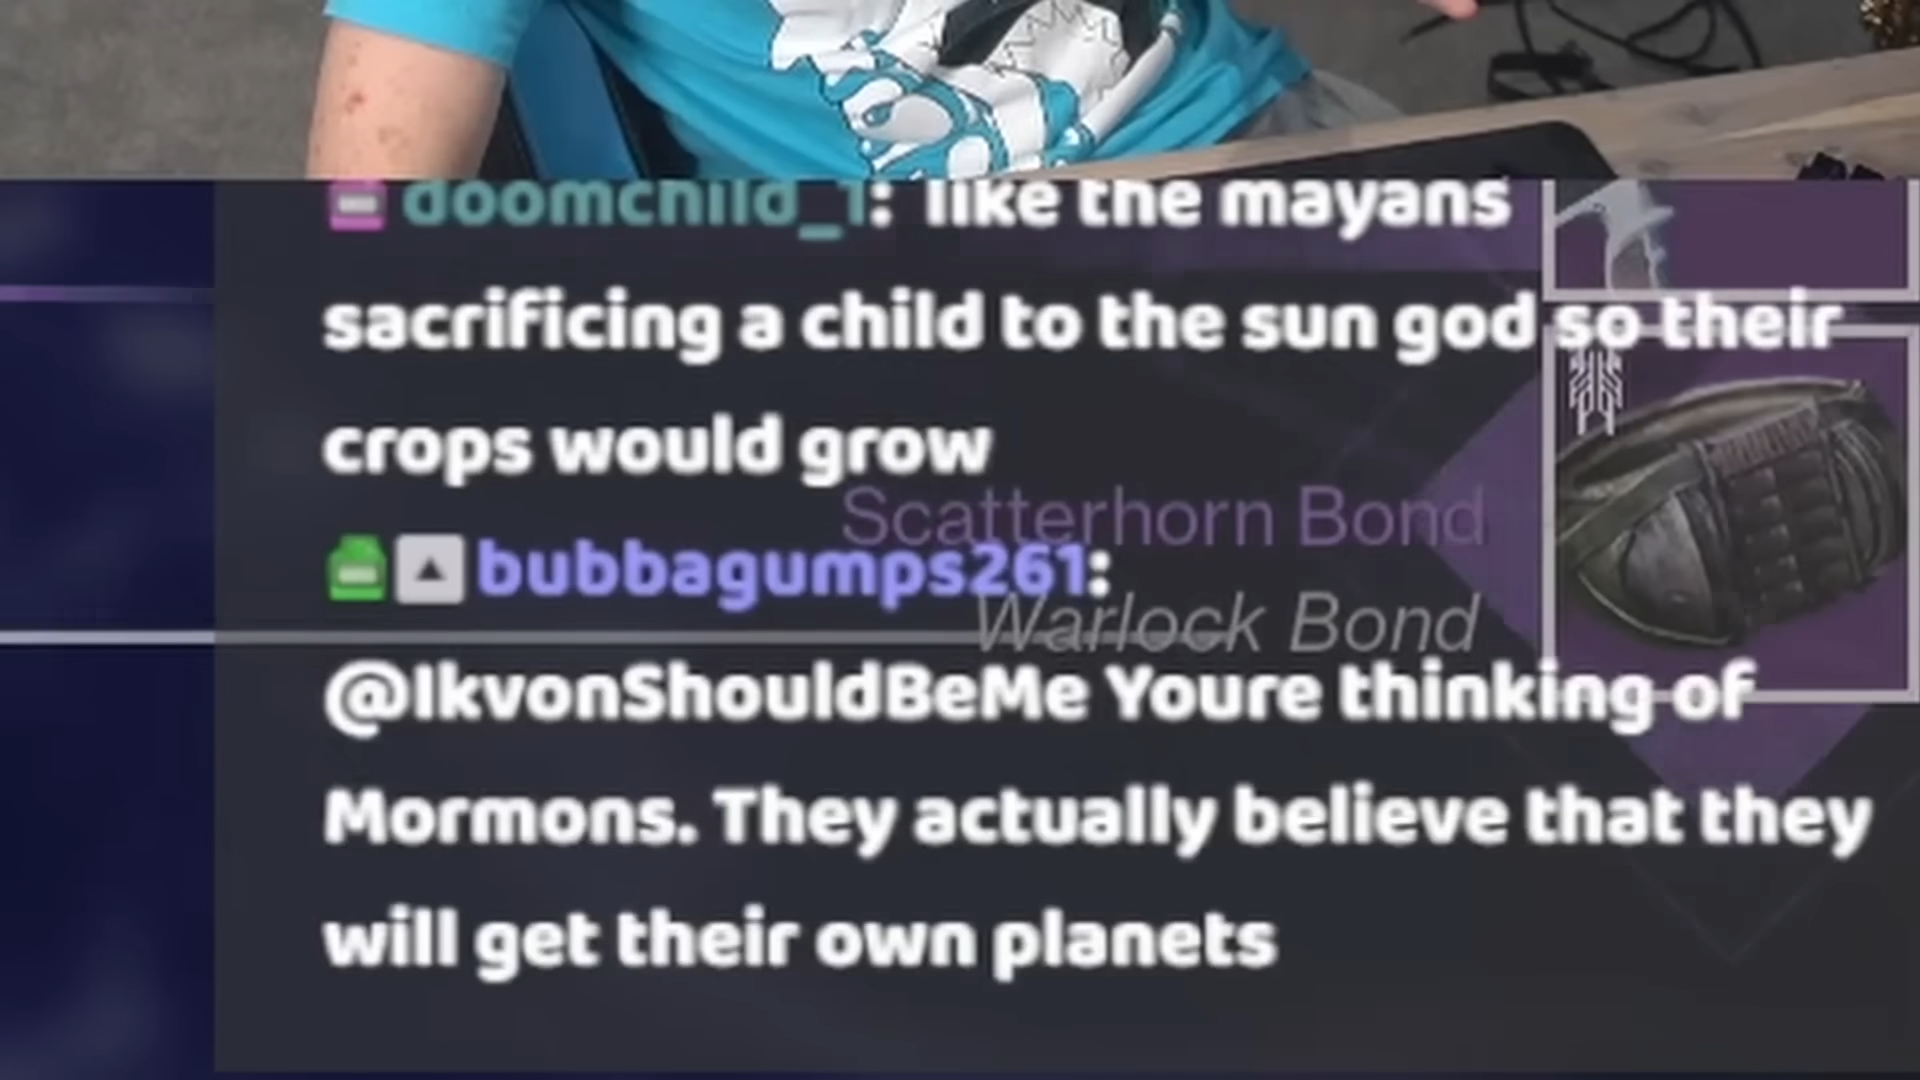 doomchild_1: like the mayans
sacrificing a child to the sun god so their
crops would grow
Scatterhorn Bond
bubbagumps261:
Warlock Bond
@IkvonShouldBeMe Youre thinking of
Mormons. They actually believe that they
will get their own planets